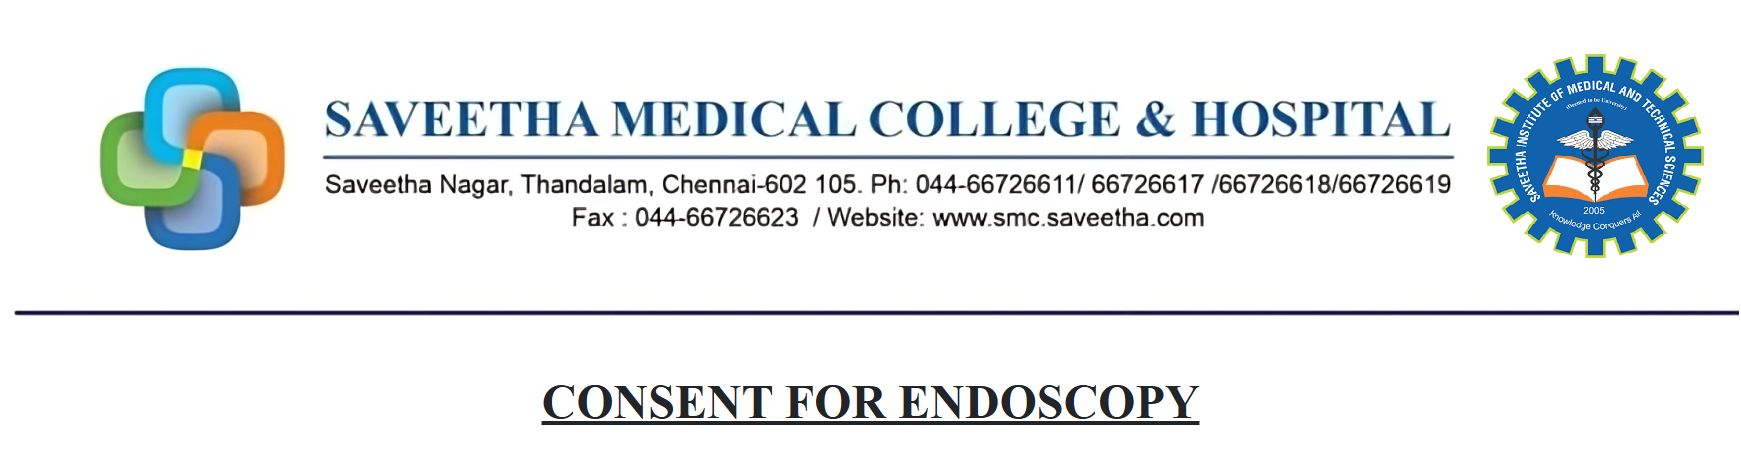 SAVEETHA MEDICAL COLLEGE & HOSPITAL
Saveetha Nagar, Thandalam, Chennai-602 105. Ph: 044-66726611/ 66726617 /66726618/66726619
Fax : 044-66726623 / Website: www.smc.saveetha.com
SAVEETHA INSTITUTE OF MEDICAL AND TECHNICAL SCIENCES
(Deemed to be University)
2005
Knowledge Conquers All
CONSENT FOR ENDOSCOPY